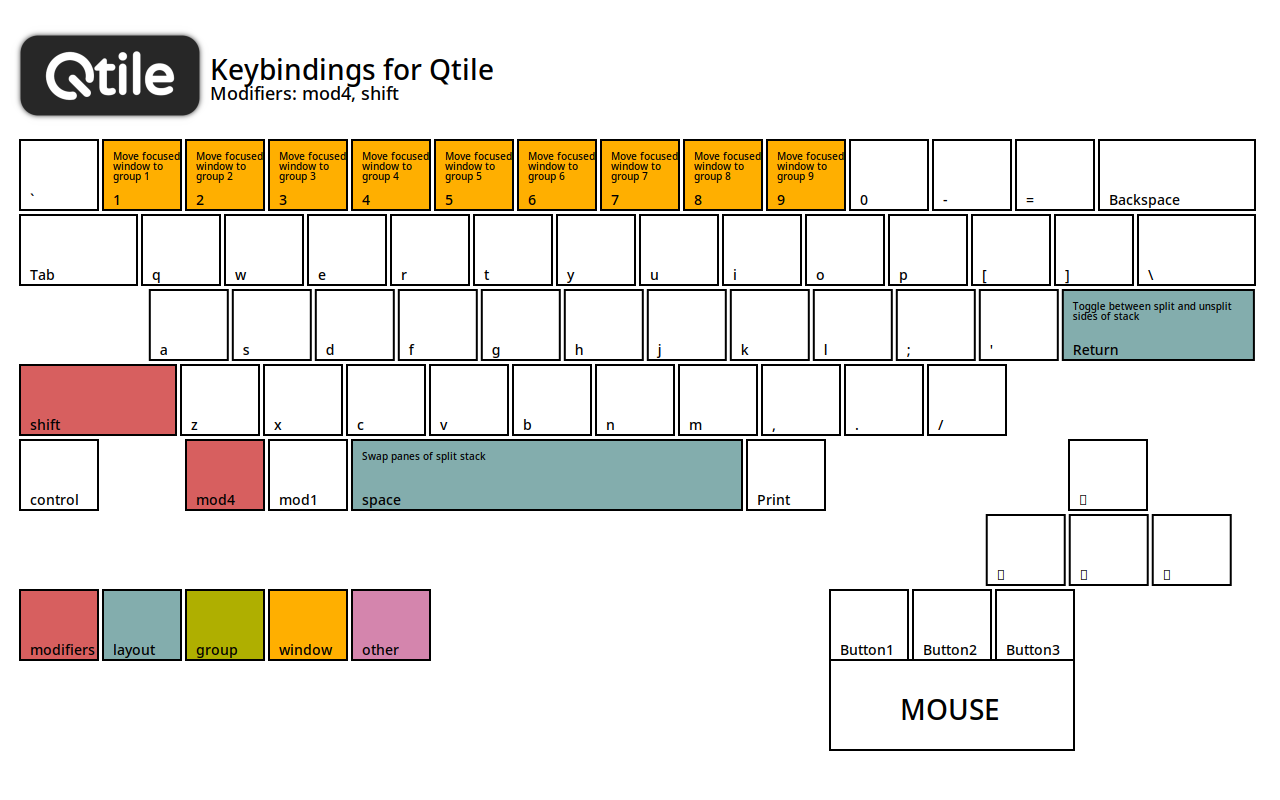 Qtile
Keybindings for Qtile
Modifiers: mod4, shift
`
Move focused
window to
group 1
1
Move focused
window to
group 2
2
Move focused
window to
group 3
3
Move focused
window to
group 4
4
Move focused
window to
group 5
5
Move focused
window to
group 6
6
Move focused
window to
group 7
7
Move focused
window to
group 8
8
Move focused
window to
group 9
9
0
-
=
Backspace
Tab
q
w
e
r
t
y
u
i
o
p
[
]
\
a
s
d
f
g
h
j
k
l
;
'
Toggle between split and unsplit
sides of stack
Return
shift
z
x
c
v
b
n
m
,
.
/
control
mod4
mod1
Swap panes of split stack
space
Print
modifiers
layout
group
window
other
Button1
Button2
Button3
MOUSE